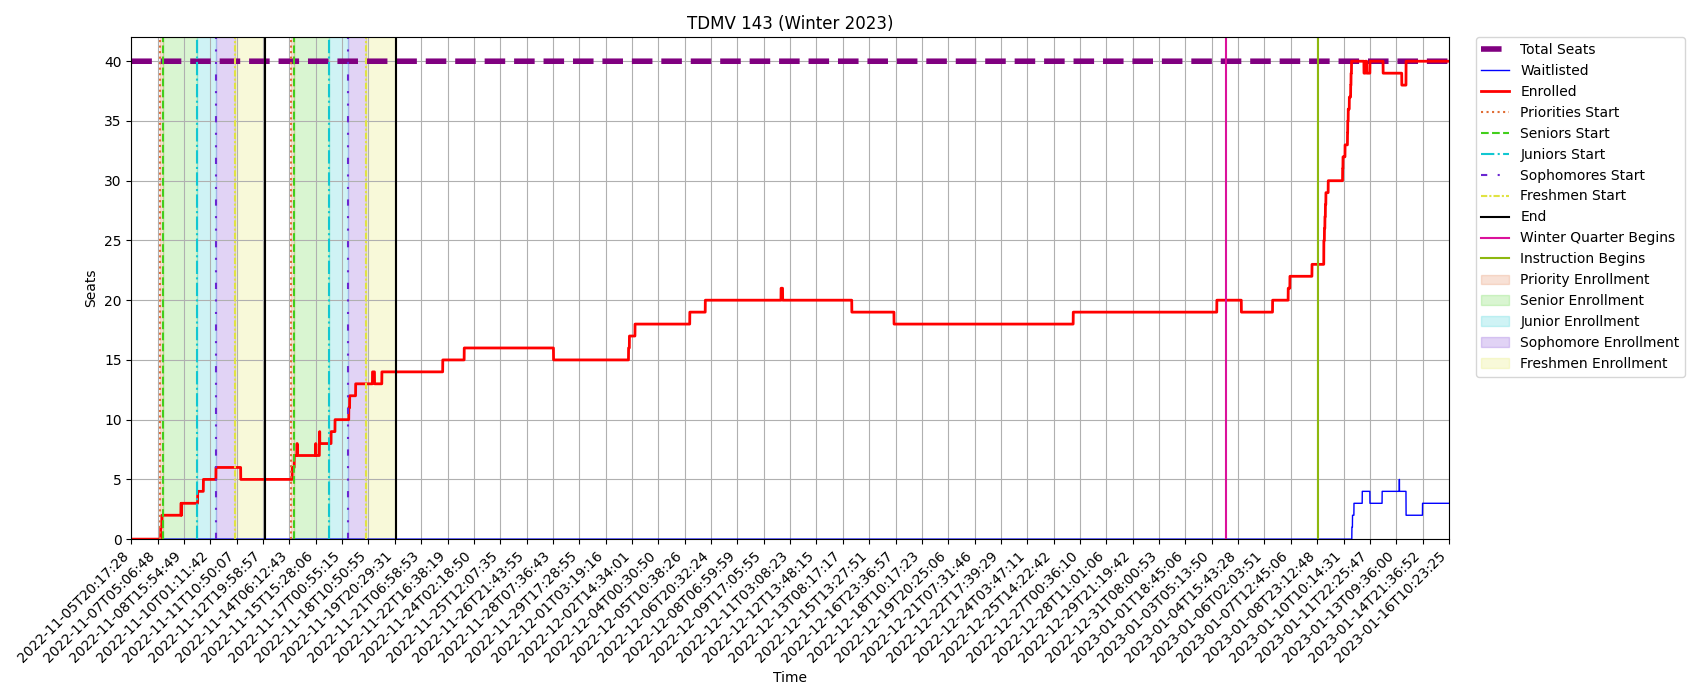 TDMV 143 (Winter 2023)
Seats
40
35
30
25
20
15
10
5
0
2022-11-05T20:17:28
2022-11-07T05:06:48
2022-11-08T15:54:49
2022-11-10T01:11:42
2022-11-11T10:50:07
2022-11-12T19:58:57
2022-11-14T06:12:43
2022-11-15T15:28:06
2022-11-17T00:55:15
2022-11-18T10:50:55
2022-11-19T20:29:31
2022-11-21T06:58:53
2022-11-22T16:38:19
2022-11-24T02:18:50
2022-11-25T12:07:35
2022-11-26T21:43:55
2022-11-28T07:36:43
2022-11-29T17:28:55
2022-12-01T03:19:16
2022-12-02T14:34:01
2022-12-04T00:30:50
2022-12-05T10:38:26
2022-12-06T20:32:24
2022-12-08T06:59:59
2022-12-09T17:05:55
2022-12-11T03:08:23
2022-12-12T13:48:15
2022-12-13T08:17:17
2022-12-15T13:27:51
2022-12-16T23:36:57
2022-12-18T10:17:23
2022-12-19T20:25:06
2022-12-21T07:31:46
2022-12-22T17:39:29
2022-12-24T03:47:11
2022-12-25T14:22:42
2022-12-27T00:36:10
2022-12-28T11:01:06
2022-12-29T21:19:42
2022-12-31T08:00:53
2023-01-01T18:45:06
2023-01-03T05:13:50
2023-01-04T15:43:28
2023-01-06T02:03:51
2023-01-07T12:45:06
2023-01-08T23:12:48
2023-01-10T10:14:31
2023-01-11T22:25:47
2023-01-13T09:36:00
2023-01-14T21:36:52
2023-01-16T10:23:25
Time
Total Seats
Waitlisted
Enrolled
Priorities Start
Seniors Start
Juniors Start
Sophomores Start
Freshmen Start
End
Winter Quarter Begins
Instruction Begins
Priority Enrollment
Senior Enrollment
Junior Enrollment
Sophomore Enrollment
Freshmen Enrollment